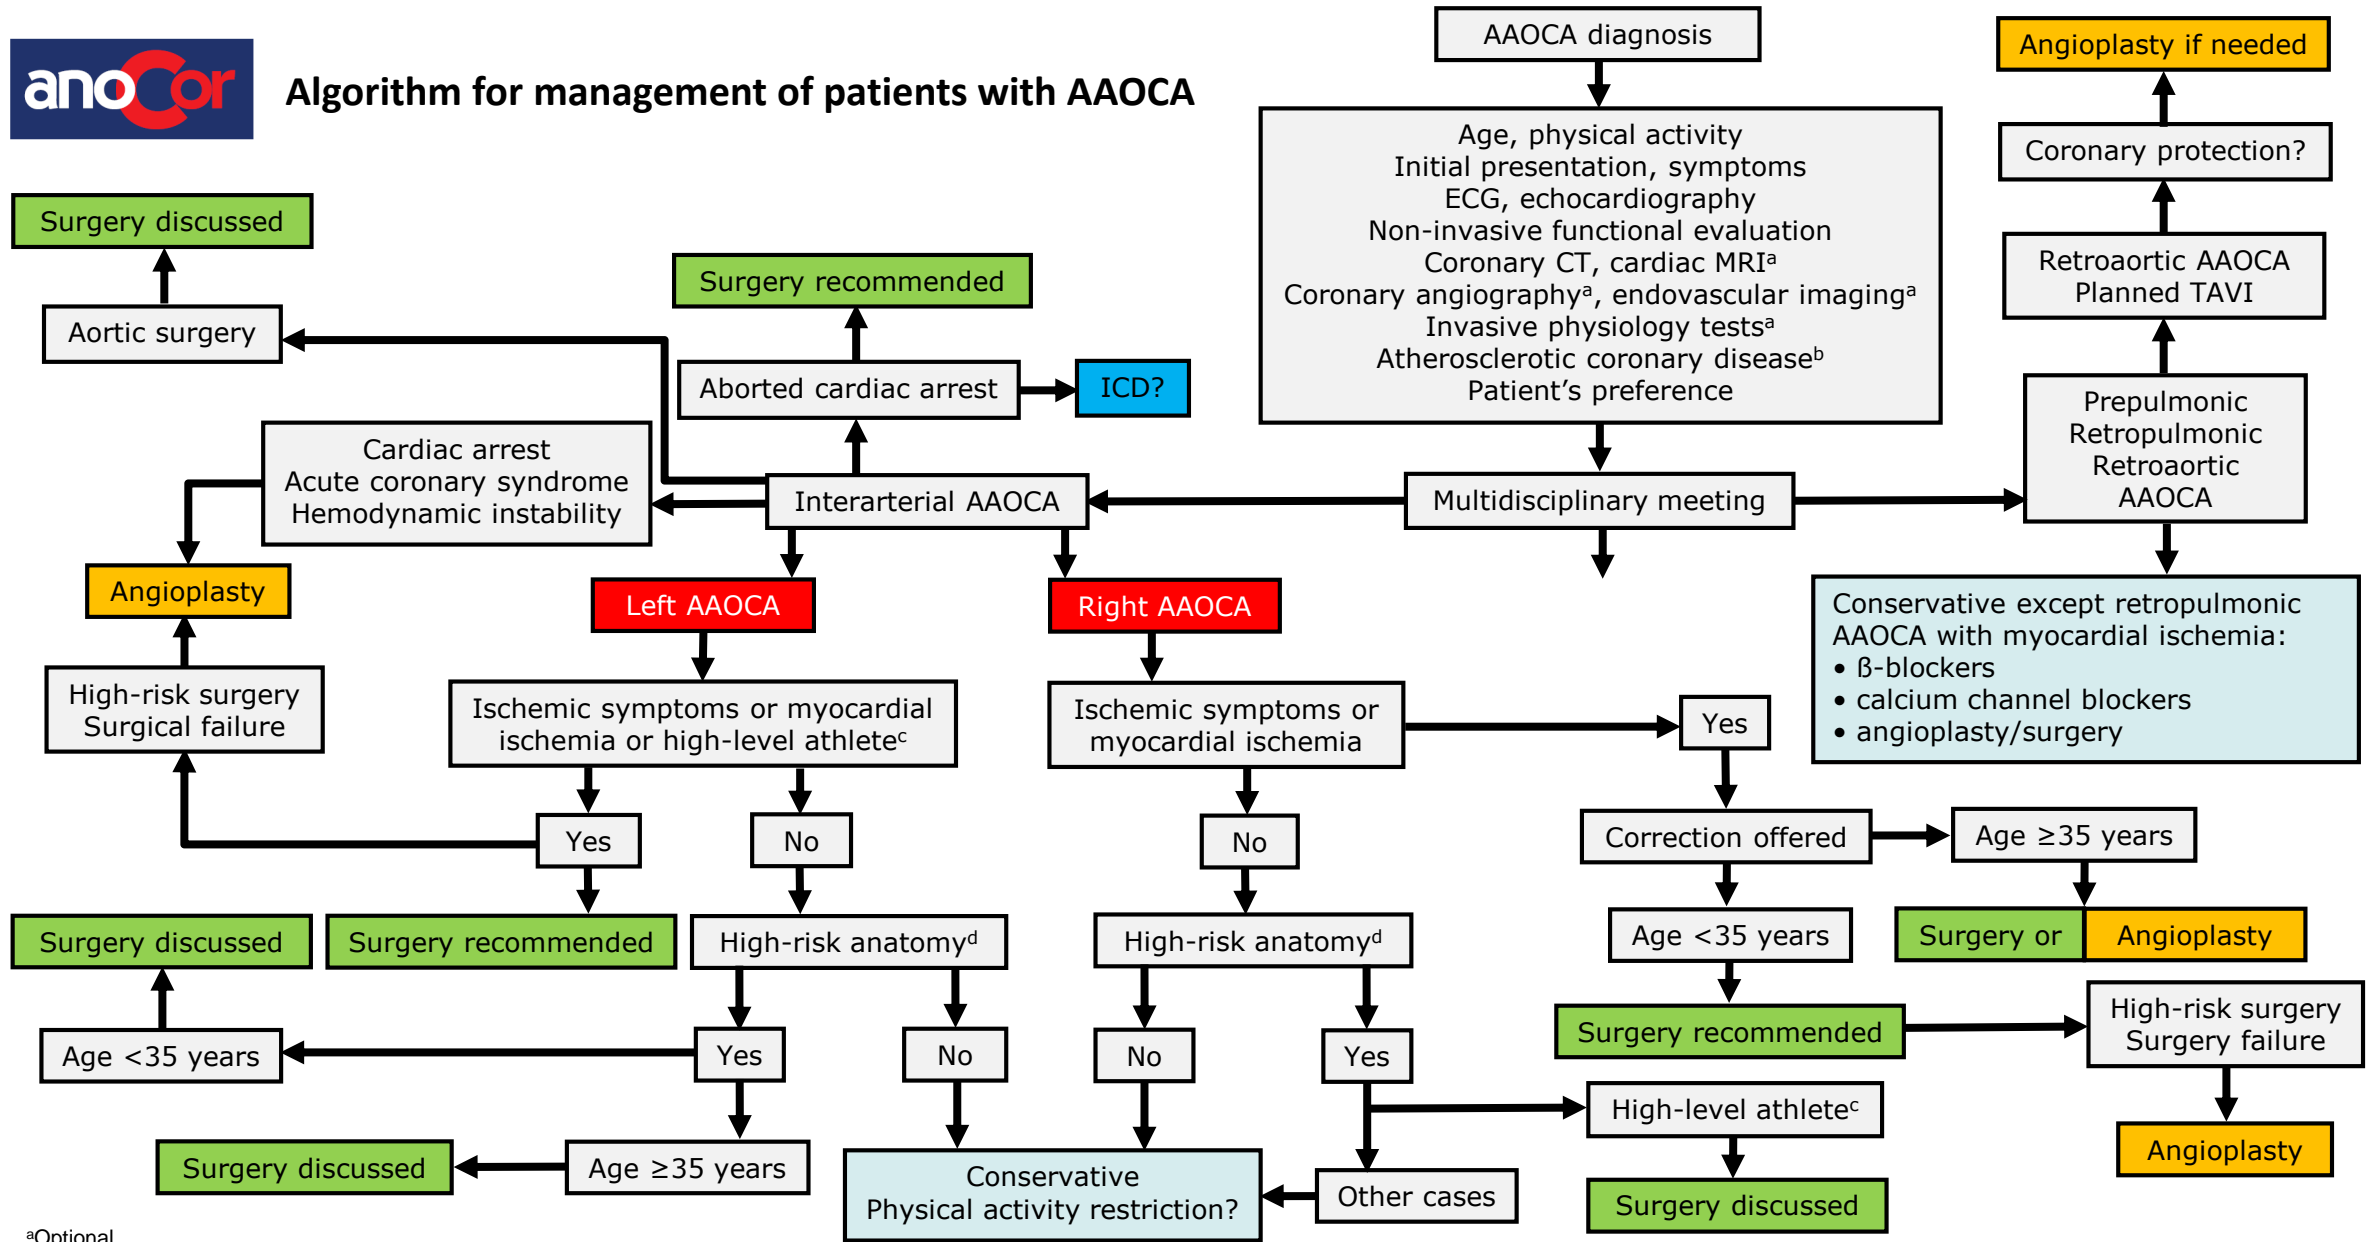 anoCor
Algorithm for management of patients with AAOCA
AAOCA diagnosis
Angioplasty if needed
Age, physical activity
Initial presentation, symptoms
ECG, echocardiography
Non-invasive functional evaluation
Coronary CT, cardiac MRIᵃ
Coronary angiographyᵃ, endovascular imagingᵃ
Invasive physiology testsᵃ
Atherosclerotic coronary diseaseᵇ
Patient’s preference
Coronary protection?
Surgery discussed
Surgery recommended
Retroaortic AAOCA
Planned TAVI
Aortic surgery
Aborted cardiac arrest
ICD?
Prepulmonic
Retropulmonic
Retroaortic
AAOCA
Cardiac arrest
Acute coronary syndrome
Hemodynamic instability
Interarterial AAOCA
Multidisciplinary meeting
Angioplasty
Left AAOCA
Right AAOCA
Conservative except retropulmonic
AAOCA with myocardial ischemia:
• ß-blockers
• calcium channel blockers
• angioplasty/surgery
High-risk surgery
Surgical failure
Ischemic symptoms or myocardial
ischemia or high-level athleteᶜ
Ischemic symptoms or
myocardial ischemia
Yes
Yes
No
No
Correction offered
Age ≥35 years
Surgery discussed
Surgery recommended
High-risk anatomyᵈ
High-risk anatomyᵈ
Age <35 years
Surgery or
Angioplasty
Age <35 years
Yes
No
No
Yes
Surgery recommended
High-risk surgery
Surgery failure
High-level athleteᶜ
Surgery discussed
Age ≥35 years
Conservative
Physical activity restriction?
Other cases
Surgery discussed
Angioplasty
ᵃOptional